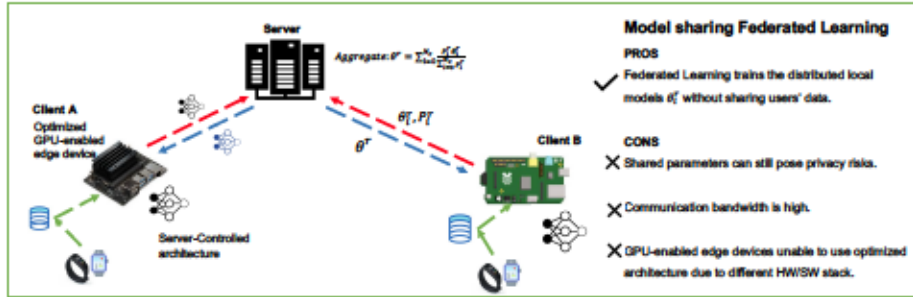 Server
Aggregate: θʳ =
Client A
Optimized
GPU-enabled
edge device
Server-Controlled
architecture
θʳ
Client B
Model sharing Federated Learning
PROS
Federated Learning trains the distributed local
models without sharing users' data.
CONS
Shared parameters can still pose privacy risks.
Communication bandwidth is high.
GPU-enabled edge devices unable to use optimized
architecture due to different HW/SW stack.